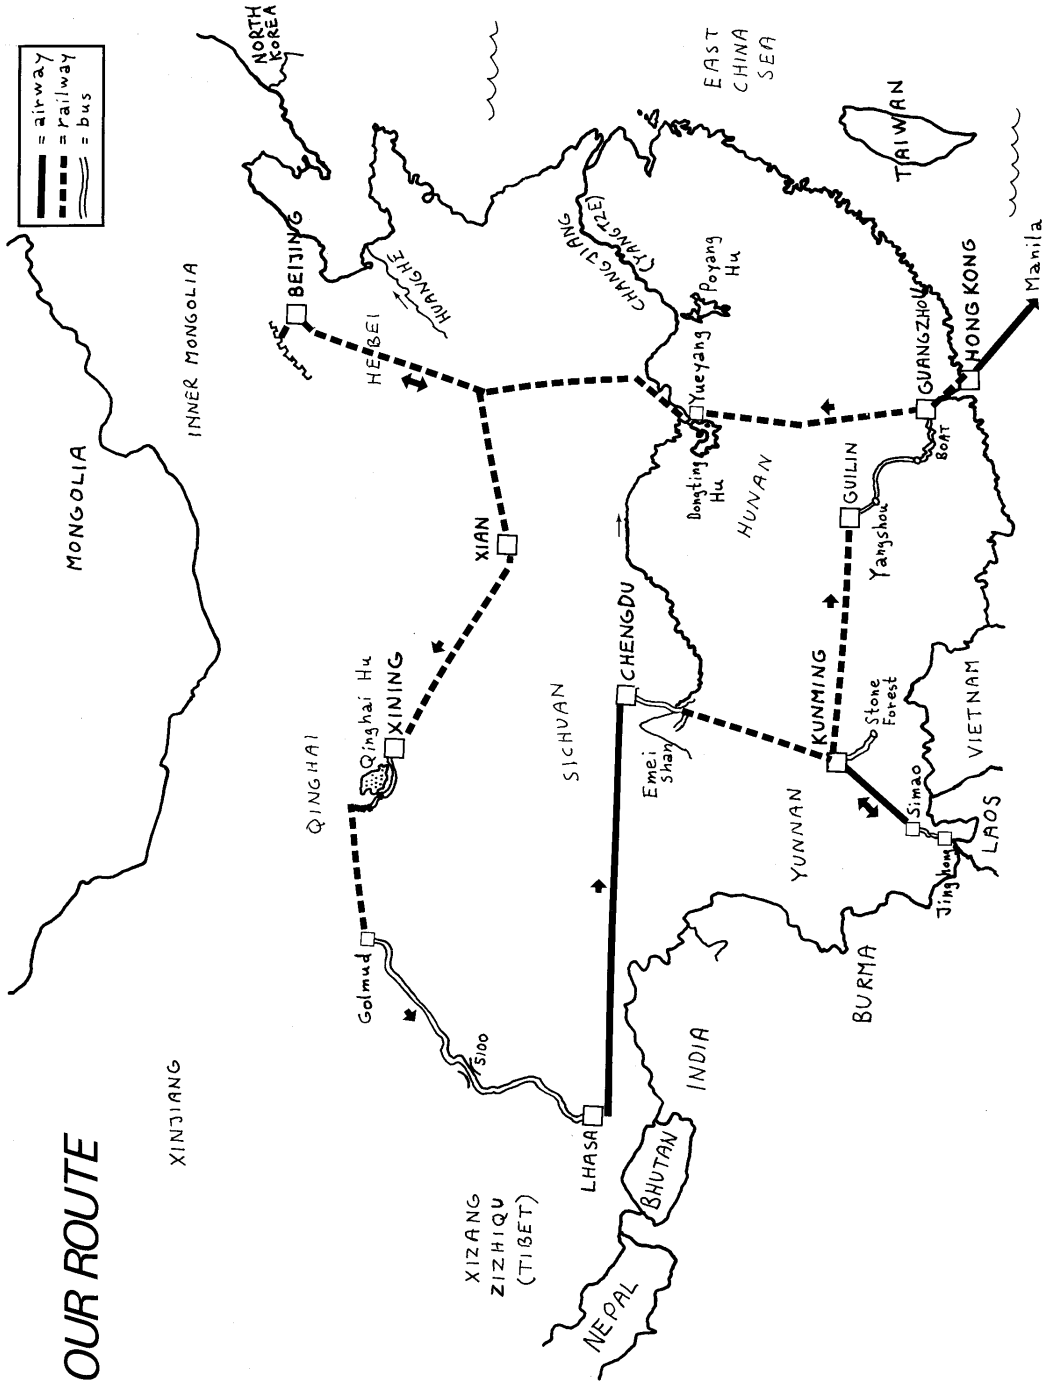 OUR ROUTE
= airway
= railway
= bus
MONGOLIA
INNER MONGOLIA
XINJIANG
NORTH
KOREA
BEIJING
HEBEI
HUANGHE
QINGHAI
Qinghai Hu
XINING
XIAN
Golmud
5100
LHASA
XIZANG
ZIZHIQU
(TIBET)
NEPAL
BHUTAN
INDIA
BURMA
SICHUAN
CHENGDU
Emei
Shan
CHANGJIANG
(YANGTZE)
Poyang
Hu
Yueyang
Dongting
Hu
HUNAN
EAST
CHINA
SEA
TAIWAN
YUNNAN
KUNMING
Stone
Forest
Simao
Jinghong
LAOS
VIETNAM
GUILIN
Yangshou
BOAT
GUANGZHOU
HONG KONG
Manila